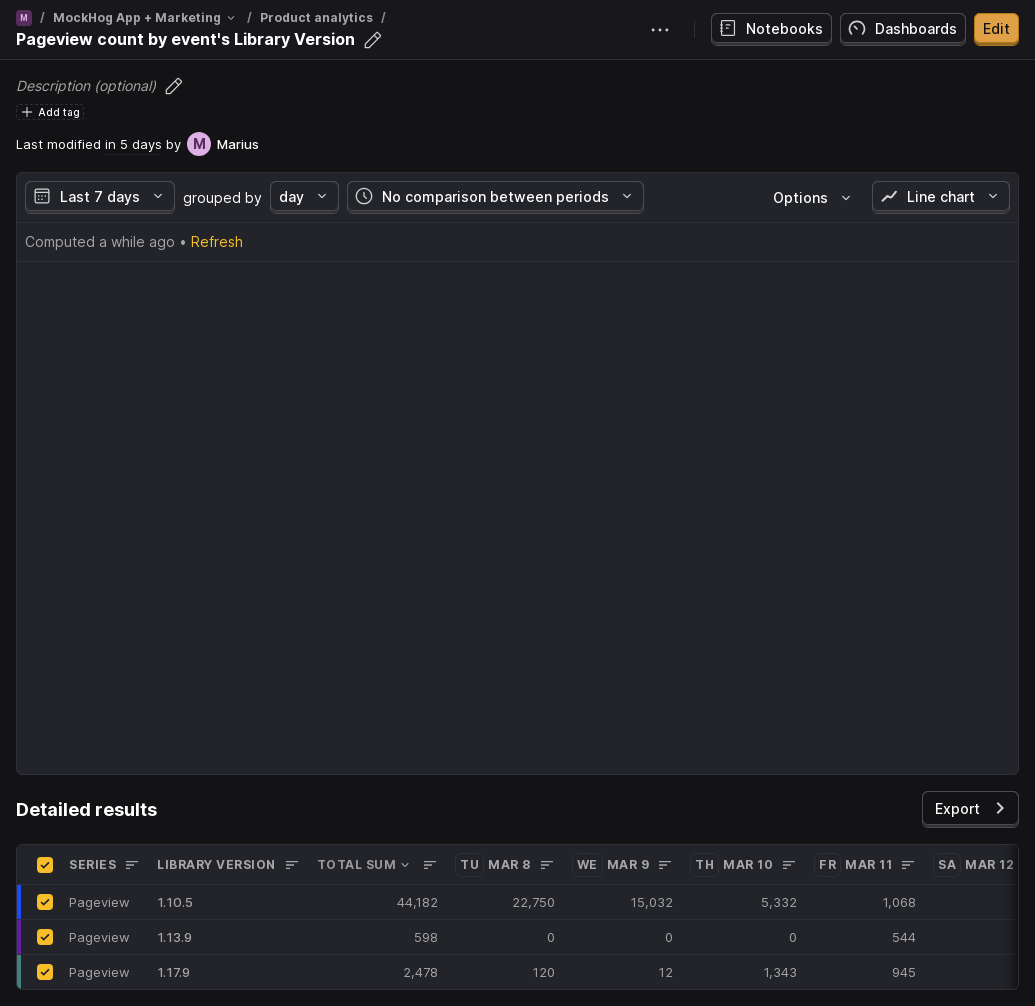 M / MockHog App + Marketing / Product analytics /
Pageview count by event's Library Version
Notebooks
Dashboards
Edit
Description (optional)
Add tag
Last modified in 5 days by M Marius
Last 7 days grouped by day No comparison between periods Options Line chart
Computed a while ago • Refresh
Detailed results
Export
SERIES LIBRARY VERSION TOTAL SUM TU MAR 8 WE MAR 9 TH MAR 10 FR MAR 11 SA MAR 12
Pageview 1.10.5 44,182 22,750 15,032 5,332 1,068
Pageview 1.13.9 598 0 0 0 544
Pageview 1.17.9 2,478 120 12 1,343 945